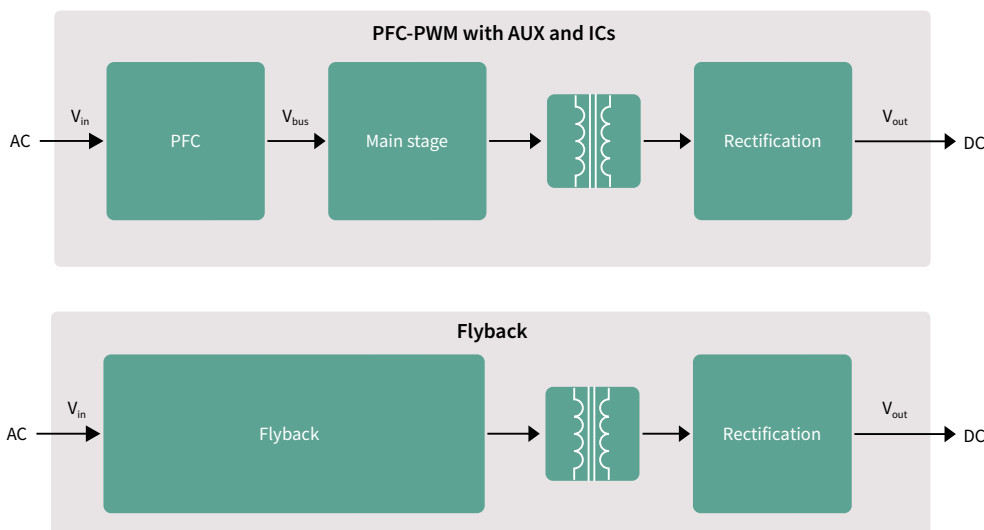 PFC-PWM with AUX and ICs
AC
Vin
PFC
Vbus
Main stage
Rectification
Vout
DC
Flyback
AC
Vin
Flyback
Rectification
Vout
DC